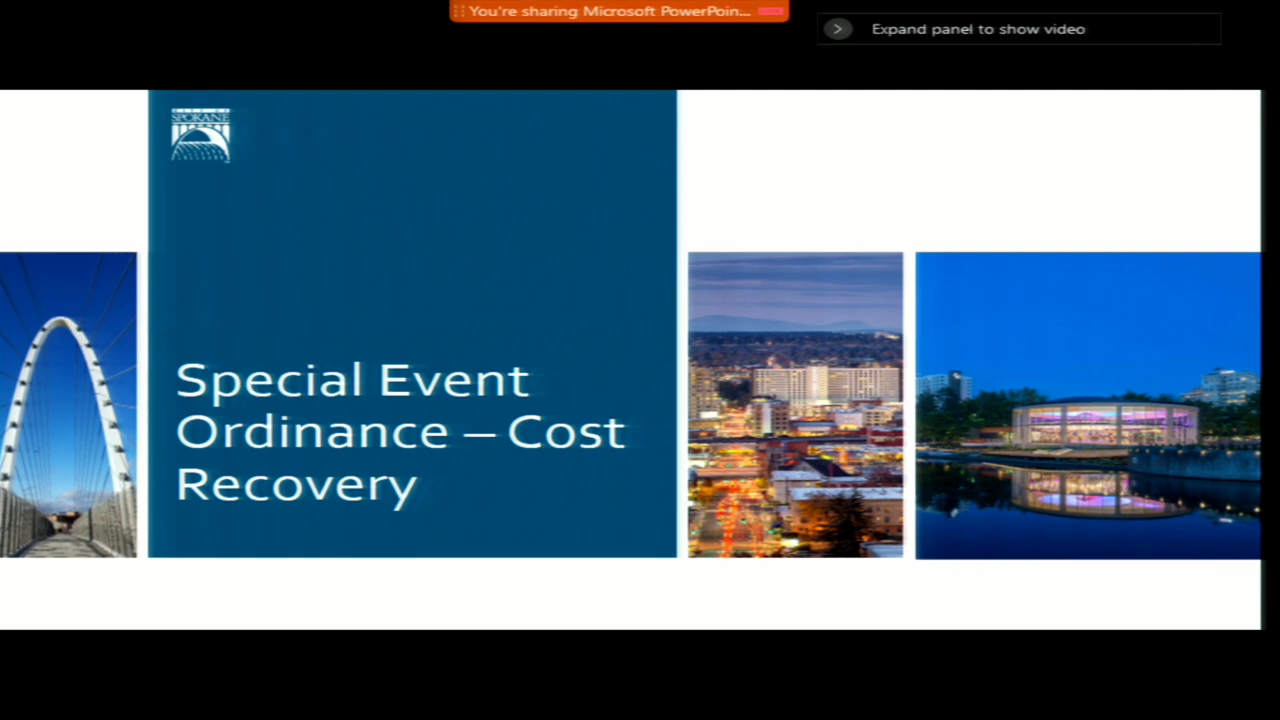 You're sharing Microsoft PowerPoin...
Expand panel to show video
SPOKANE
Special Event
Ordinance – Cost
Recovery